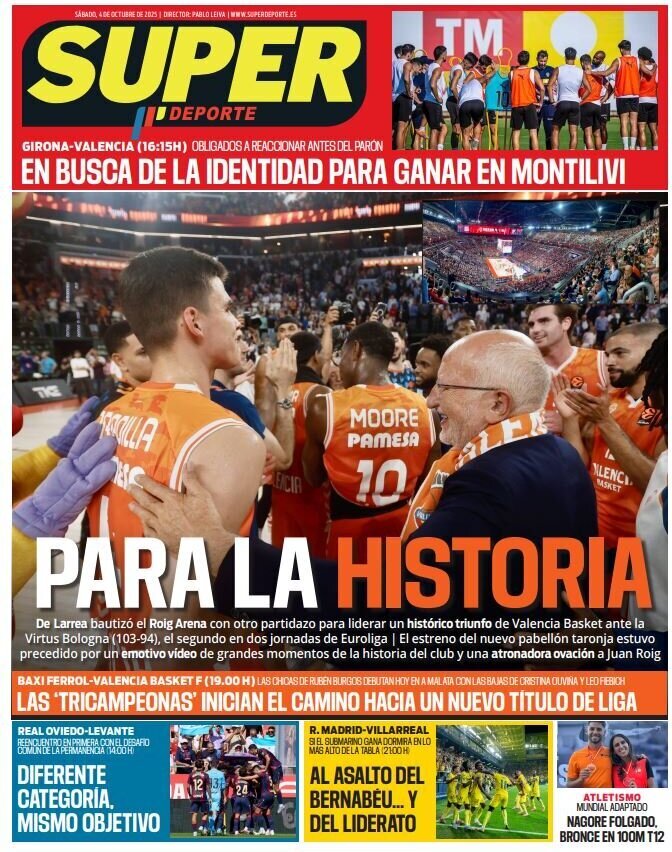 SÁBADO, 4 DE OCTUBRE DE 2025 | DIRECTOR: PABLO LEIVA | WWW.SUPERDEPORTE.ES
SUPER
DEPORTE
TM
10
GIRONA-VALENCIA (16:15H) OBLIGADOS A REACCIONAR ANTES DEL PARÓN
EN BUSCA DE LA IDENTIDAD PARA GANAR EN MONTILIVI
TKE
MOORE
PAMESA
10
VALENCIA
BASKET
PARA LA HISTORIA
De Larrea bautizó el Roig Arena con otro partidazo para liderar un histórico triunfo de Valencia Basket ante la
Virtus Bologna (103-94), el segundo en dos jornadas de Euroliga | El estreno del nuevo pabellón taronja estuvo
precedido por un emotivo vídeo de grandes momentos de la historia del club y una atronadora ovación a Juan Roig
BAXI FERROL-VALENCIA BASKET F (19.00 H) LAS CHICAS DE RUBÉN BURGOS DEBUTAN HOY EN A MALATA CON LAS BAJAS DE CRISTINA OUVIÑA Y LEO FIEBICH
LAS ‘TRICAMPEONAS’ INICIAN EL CAMINO HACIA UN NUEVO TÍTULO DE LIGA
REAL OVIEDO-LEVANTE
REENCUENTRO EN PRIMERA CON EL DESAFÍO
COMÚN DE LA PERMANENCIA (14:00 H)
DIFERENTE
CATEGORÍA,
MISMO OBJETIVO
R. MADRID-VILLARREAL
SI EL SUBMARINO GANA DORMIRÁ EN LO
MÁS ALTO DE LA TABLA (21:00 H)
AL ASALTO DEL
BERNABÉU... Y
DEL LIDERATO
ATLETISMO
MUNDIAL ADAPTADO
NAGORE FOLGADO,
BRONCE EN 100M T12